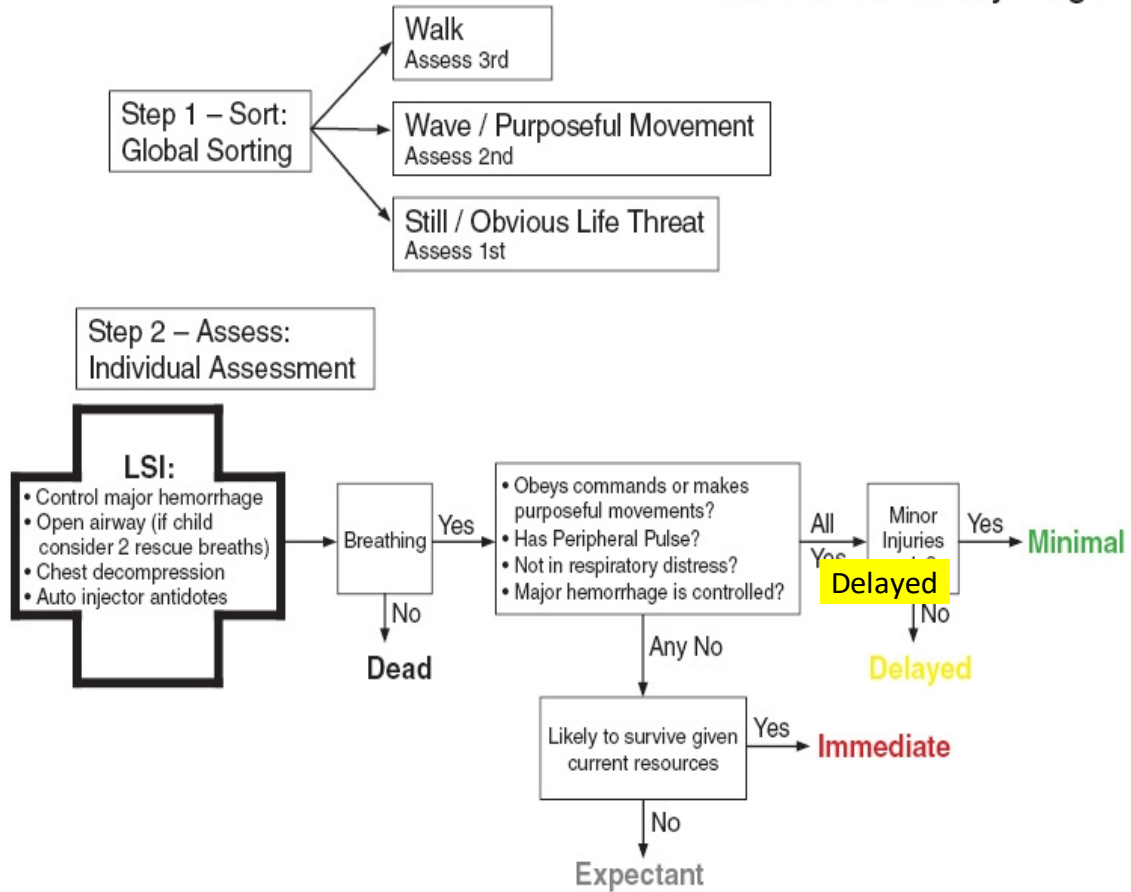 Walk
Assess 3rd
Step 1 – Sort:
Global Sorting
Wave / Purposeful Movement
Assess 2nd
Still / Obvious Life Threat
Assess 1st
Step 2 – Assess:
Individual Assessment
LSI:
• Control major hemorrhage
• Open airway (if child
consider 2 rescue breaths)
• Chest decompression
• Auto injector antidotes
Breathing
Yes
No
Dead
• Obeys commands or makes
purposeful movements?
• Has Peripheral Pulse?
• Not in respiratory distress?
• Major hemorrhage is controlled?
All
Yes
Minor
Injuries
Yes
Minimal
Delayed
No
Delayed
Any No
Likely to survive given
current resources
Yes
Immediate
No
Expectant